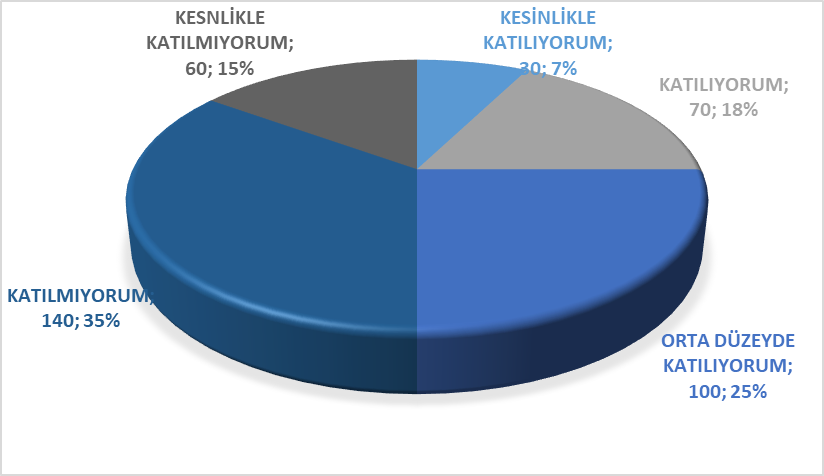 KESNLİKLE
KATILMIYORUM;
60; 15%
KESİNLİKLE
KATILIYORUM;
30; 7%
KATILIYORUM;
70; 18%
KATILMIYORUM;
140; 35%
ORTA DÜZEYDE
KATILIYORUM;
100; 25%